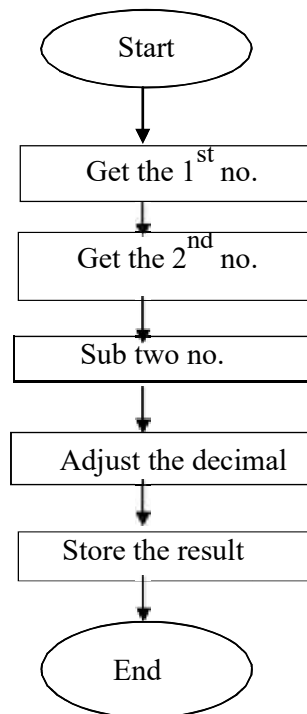 Start
Get the 1st no.
Get the 2nd no.
Sub two no.
Adjust the decimal
Store the result
End